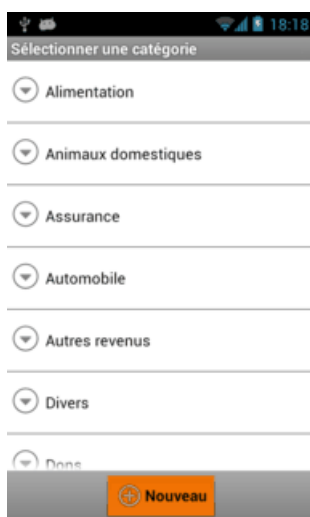 18:18
Sélectionner une catégorie
Alimentation
Animaux domestiques
Assurance
Automobile
Autres revenus
Divers
Dons
Nouveau